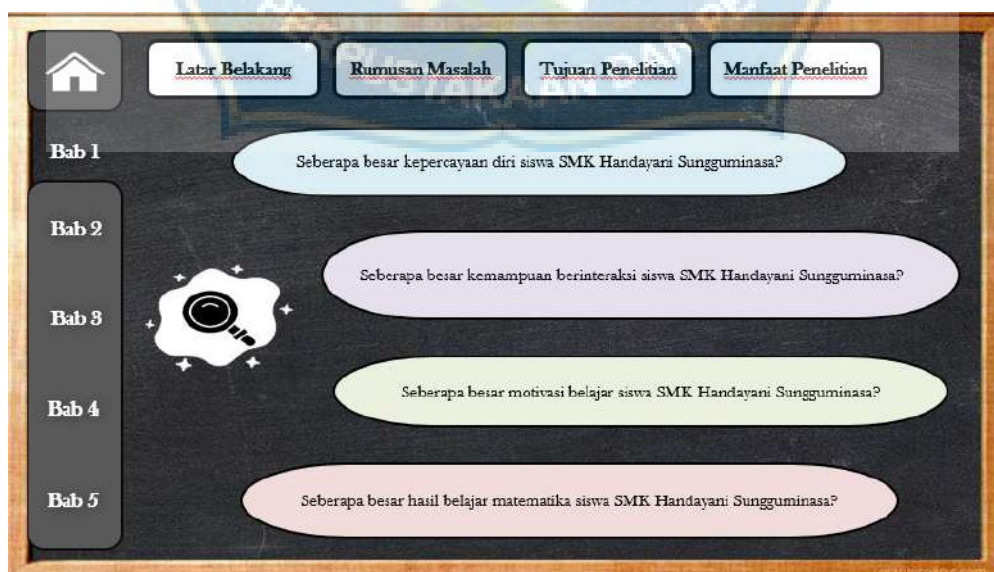 Latar Belakang
Rumusan Masalah
Tujuan Penelitian
Manfaat Penelitian
Bab 1
Seberapa besar kepercayaan diri siswa SMK Handayani Sungguminasa?
Bab 2
Seberapa besar kemampuan berinteraksi siswa SMK Handayani Sungguminasa?
Bab 3
Seberapa besar motivasi belajar siswa SMK Handayani Sungguminasa?
Bab 4
Bab 5
Seberapa besar hasil belajar matematika siswa SMK Handayani Sungguminasa?